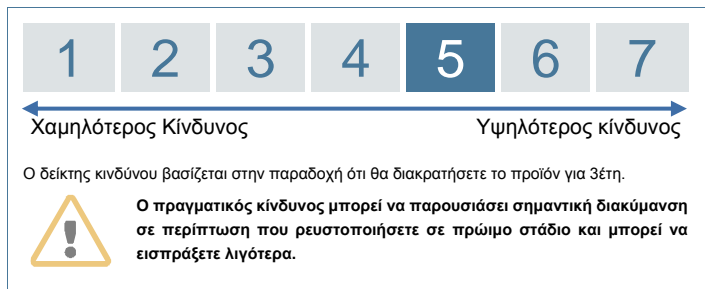 1 2 3 4 5 6 7
Χαμηλότερος Κίνδυνος Υψηλότερος κίνδυνος
Ο δείκτης κινδύνου βασίζεται στην παραδοχή ότι θα διακρατήσετε το προϊόν για 3έτη.
Ο πραγματικός κίνδυνος μπορεί να παρουσιάσει σημαντική διακύμανση
σε περίπτωση που ρευστοποιήσετε σε πρώιμο στάδιο και μπορεί να
εισπράξετε λιγότερα.